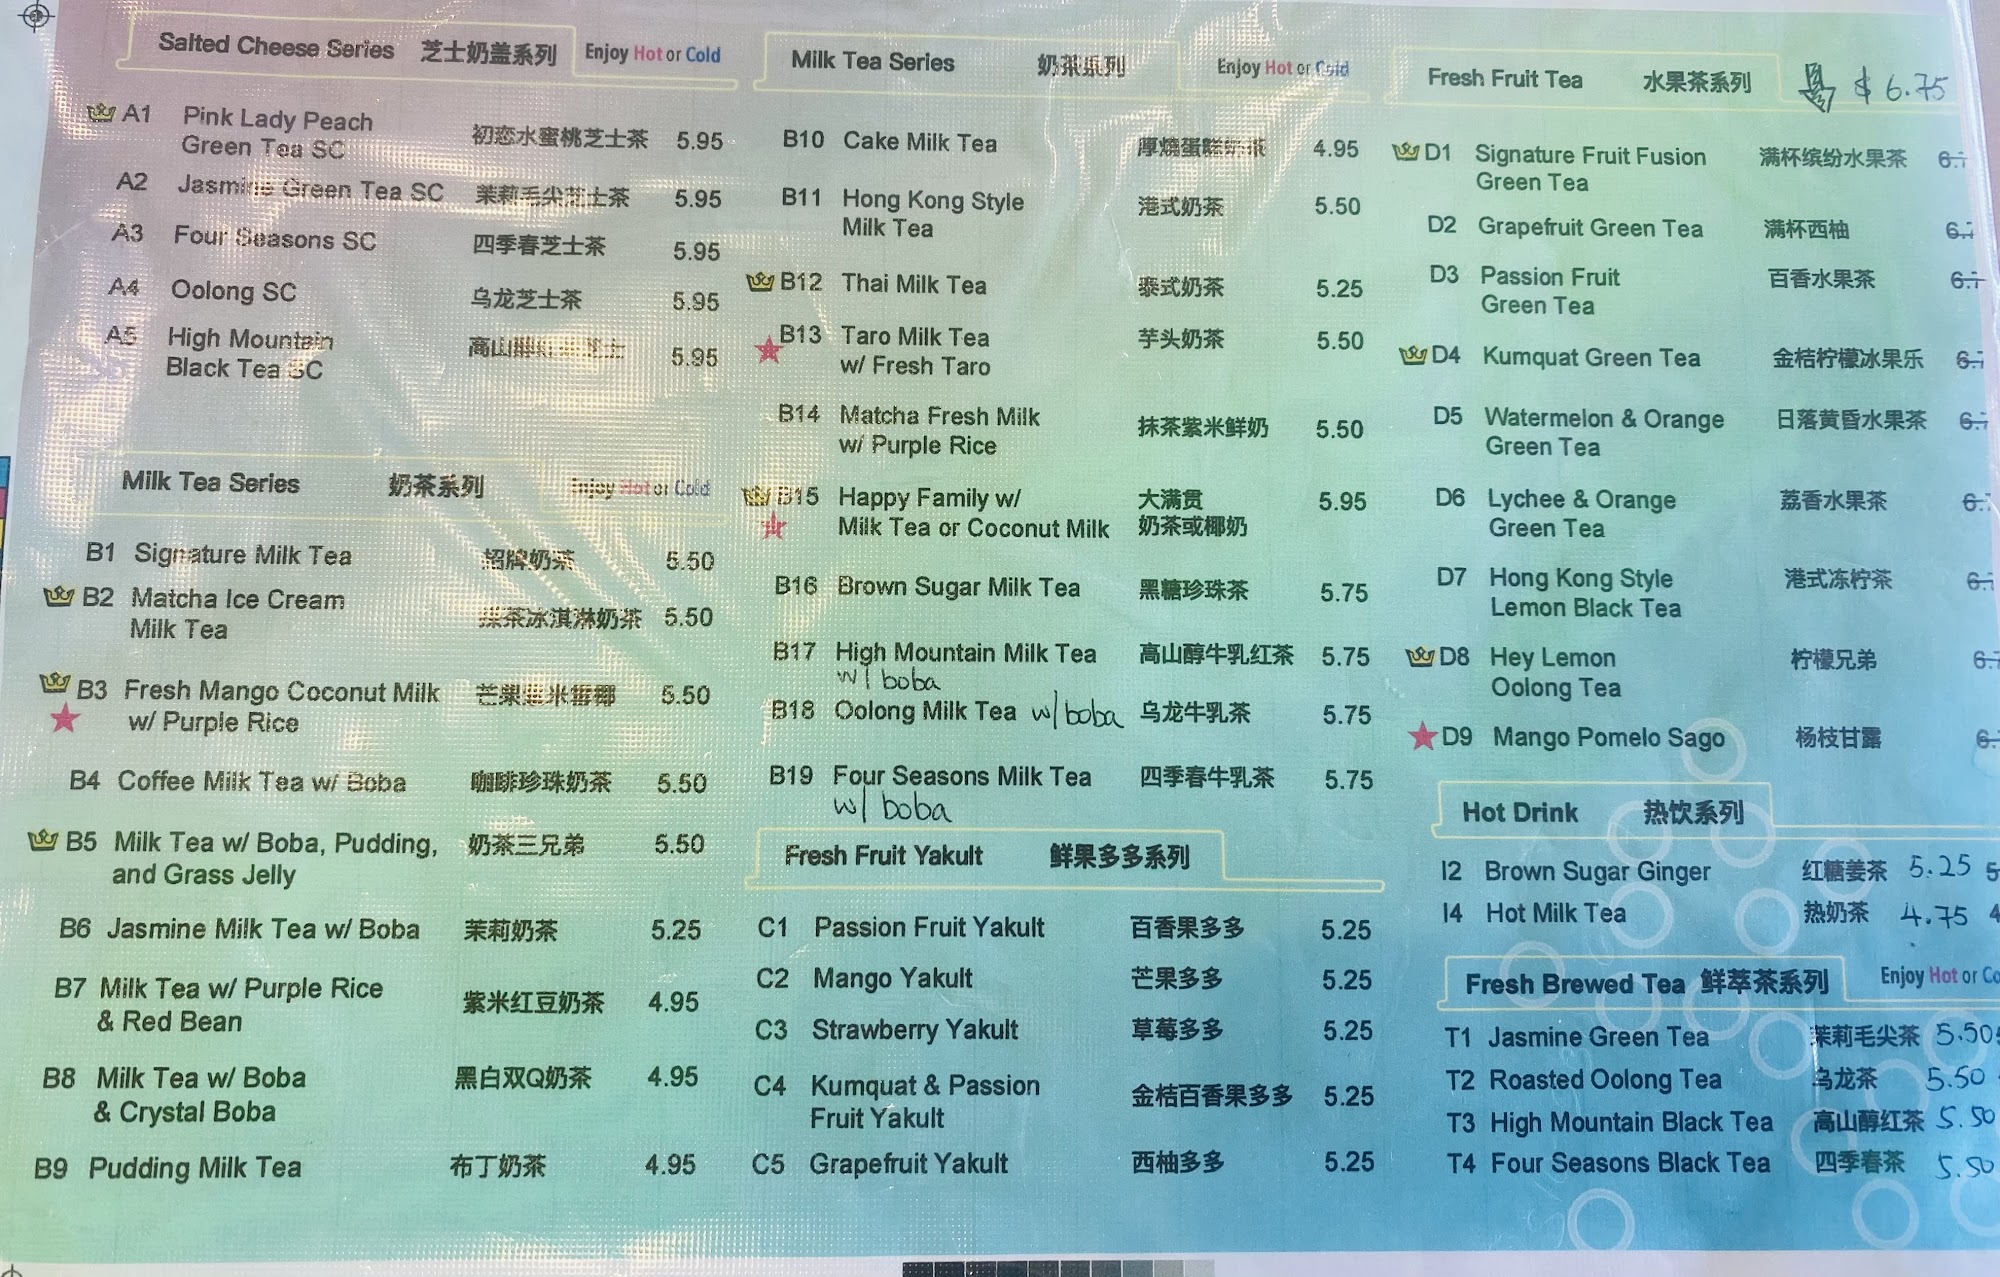 Salted Cheese Series 芝士奶盖系列 Enjoy Hot or Cold
A1 Pink Lady Peach 初恋水蜜桃芝士茶 5.95
Green Tea SC
A2 Jasmine Green Tea SC 茉莉毛尖芝士茶 5.95
A3 Four Seasons SC 四季春芝士茶 5.95
A4 Oolong SC 乌龙芝士茶 5.95
A5 High Mountain 高山 5.95
Black Tea SC
Milk Tea Series 奶茶系列 Enjoy Hot or Cold
B1 Signature Milk Tea 招牌奶茶 5.50
B2 Matcha Ice Cream 抹茶冰淇淋奶茶 5.50
Milk Tea
B3 Fresh Mango Coconut Milk 5.50
w/ Purple Rice
B4 Coffee Milk Tea w/ Boba 咖啡珍珠奶茶 5.50
B5 Milk Tea w/ Boba, Pudding, 奶茶三兄弟 5.50
and Grass Jelly
B6 Jasmine Milk Tea w/ Boba 茉莉奶茶 5.25
B7 Milk Tea w/ Purple Rice 紫米红豆奶茶 4.95
& Red Bean
B8 Milk Tea w/ Boba 黑白双Q奶茶 4.95
& Crystal Boba
B9 Pudding Milk Tea 布丁奶茶 4.95
Milk Tea Series 奶茶系列 Enjoy Hot or Cold
B10 Cake Milk Tea 厚燒蛋糕奶茶 4.95
B11 Hong Kong Style 港式奶茶 5.50
Milk Tea
B12 Thai Milk Tea 泰式奶茶 5.25
B13 Taro Milk Tea 芋头奶茶 5.50
w/ Fresh Taro
B14 Matcha Fresh Milk 抹茶紫米鲜奶 5.50
w/ Purple Rice
B15 Happy Family w/ 大满贯 5.95
Milk Tea or Coconut Milk 奶茶或椰奶
B16 Brown Sugar Milk Tea 黑糖珍珠茶 5.75
B17 High Mountain Milk Tea 高山醇牛乳红茶 5.75
w/ boba
B18 Oolong Milk Tea w/ boba 乌龙牛乳茶 5.75
B19 Four Seasons Milk Tea 四季春牛乳茶 5.75
w/ boba
Fresh Fruit Yakult 鲜果多多系列
C1 Passion Fruit Yakult 百香果多多 5.25
C2 Mango Yakult 芒果多多 5.25
C3 Strawberry Yakult 草莓多多 5.25
C4 Kumquat & Passion 金桔百香果多多 5.25
Fruit Yakult
C5 Grapefruit Yakult 西柚多多 5.25
Fresh Fruit Tea 水果茶系列 $ 6.75
D1 Signature Fruit Fusion 满杯缤纷水果茶
Green Tea
D2 Grapefruit Green Tea 满杯西柚
D3 Passion Fruit 百香水果茶
Green Tea
D4 Kumquat Green Tea 金桔柠檬冰果乐
D5 Watermelon & Orange 日落黄昏水果茶
Green Tea
D6 Lychee & Orange 荔香水果茶
Green Tea
D7 Hong Kong Style 港式冻柠茶
Lemon Black Tea
D8 Hey Lemon 柠檬兄弟
Oolong Tea
D9 Mango Pomelo Sago 杨枝甘露
Hot Drink 热饮系列
I2 Brown Sugar Ginger 红糖姜茶 5.25
I4 Hot Milk Tea 热奶茶 4.75
Fresh Brewed Tea 鲜萃茶系列 Enjoy Hot or Co
T1 Jasmine Green Tea 茉莉毛尖茶 5.50
T2 Roasted Oolong Tea 乌龙茶 5.50
T3 High Mountain Black Tea 高山醇红茶 5.50
T4 Four Seasons Black Tea 四季春茶 5.50